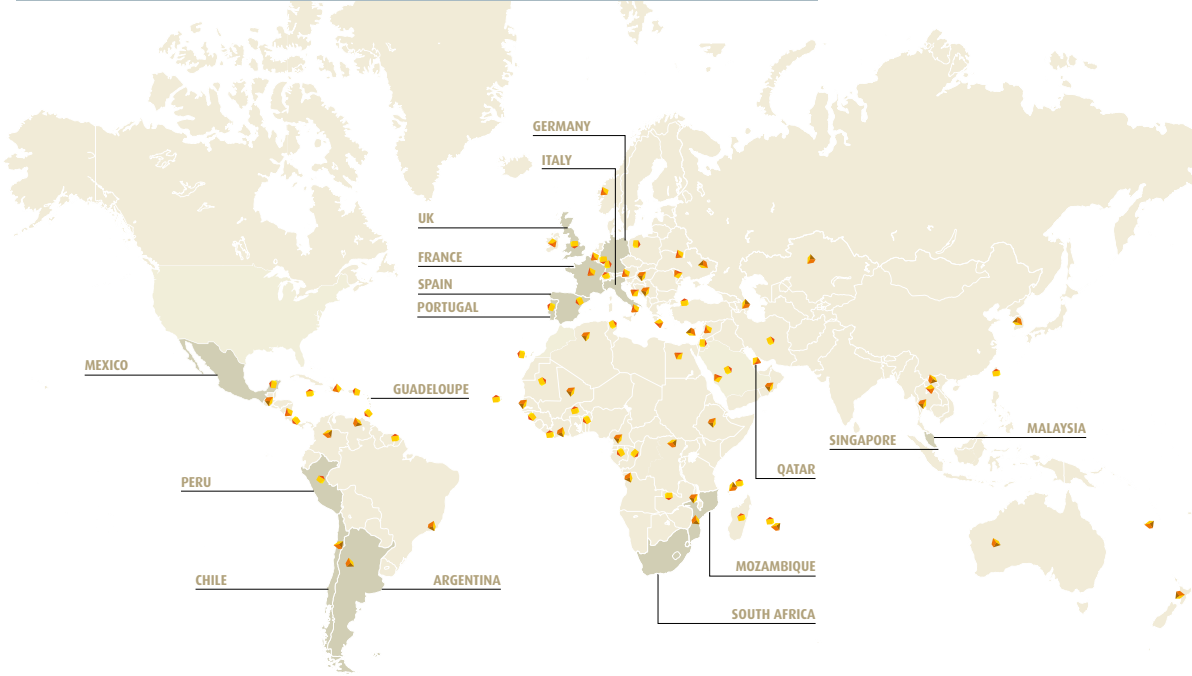 GERMANY
ITALY
UK
FRANCE
SPAIN
PORTUGAL
MEXICO
GUADELOUPE
MALAYSIA
SINGAPORE
QATAR
PERU
MOZAMBIQUE
CHILE
ARGENTINA
SOUTH AFRICA